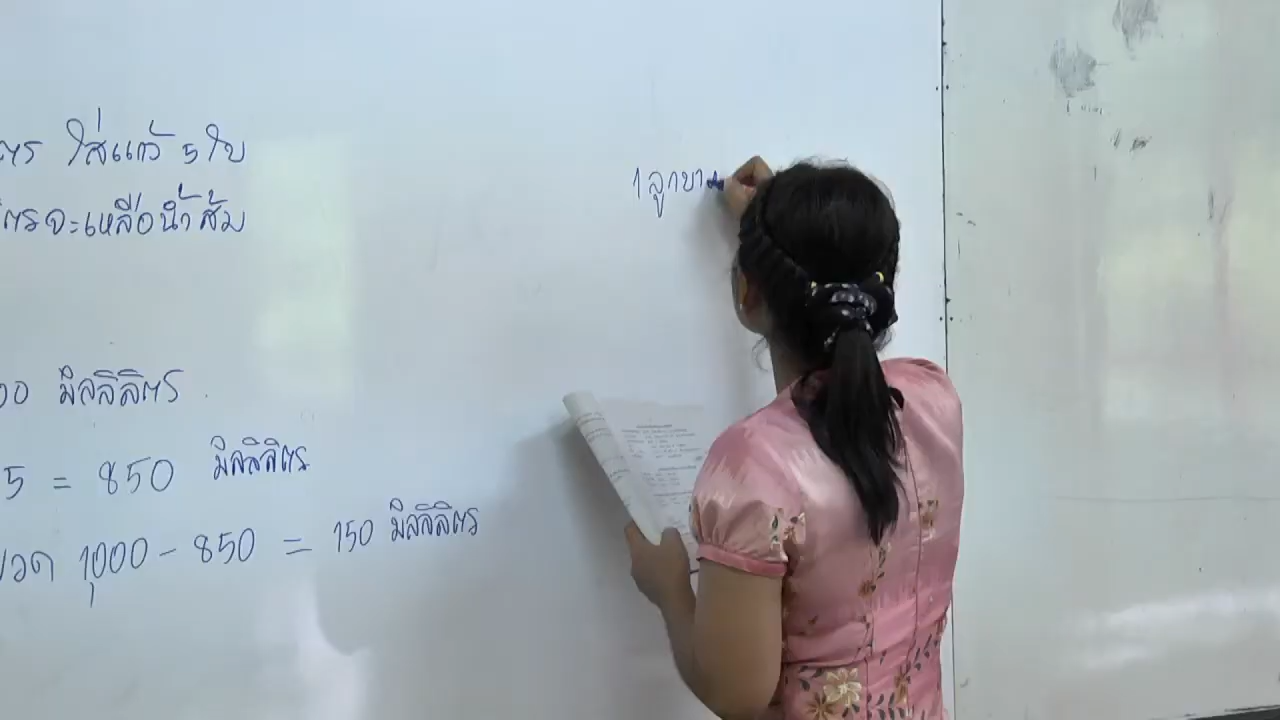 ตร ใส่แก้ว 5 ใบ
ตรจะเหลือน้ำส้ม
00 มิลลิลิตร
5 = 850 มิลลิลิตร
ขวด 1,000 - 850 = 150 มิลลิลิตร
1 ลูกบา